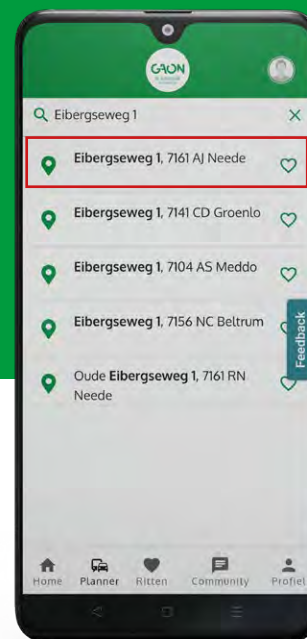 GAON
Eibergseweg 1
Eibergseweg 1, 7161 AJ Neede
Eibergseweg 1, 7141 CD Groenlo
Eibergseweg 1, 7104 AS Meddo
Eibergseweg 1, 7156 NC Beltrum
Oude Eibergseweg 1, 7161 RN
Neede
Feedback
Home Planner Ritten Community Profiel